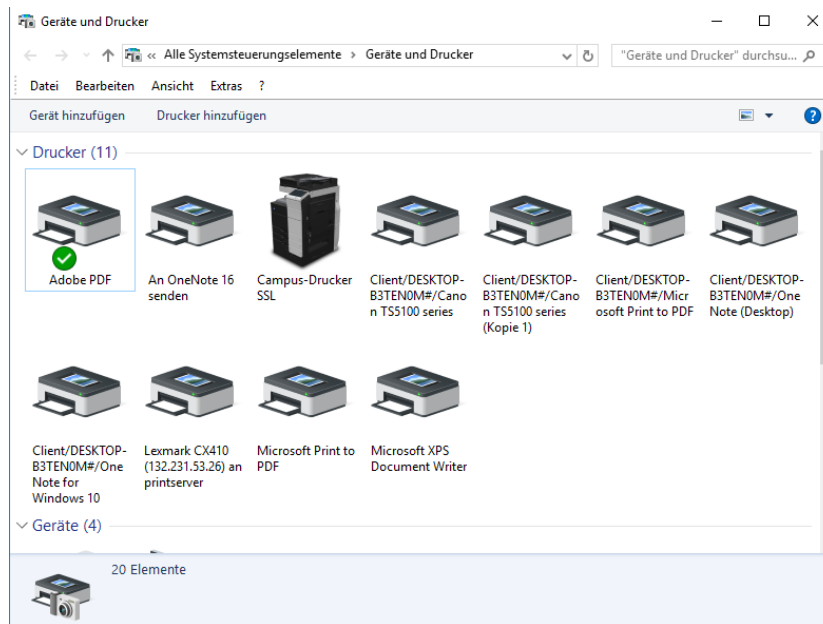 Geräte und Drucker
« Alle Systemsteuerungselemente › Geräte und Drucker
"Geräte und Drucker" durchsu...
Datei Bearbeiten Ansicht Extras ?
Gerät hinzufügen Drucker hinzufügen
?
Drucker (11)
Adobe PDF
An OneNote 16
senden
Campus-Drucker
SSL
Client/DESKTOP-
B3TEN0M#/Cano
n TS5100 series
Client/DESKTOP-
B3TEN0M#/Cano
n TS5100 series
(Kopie 1)
Client/DESKTOP-
B3TEN0M#/Micr
osoft Print to PDF
Client/DESKTOP-
B3TEN0M#/One
Note (Desktop)
Client/DESKTOP-
B3TEN0M#/One
Note for
Windows 10
Lexmark CX410
(132.231.53.26) an
printserver
Microsoft Print to
PDF
Microsoft XPS
Document Writer
Geräte (4)
20 Elemente